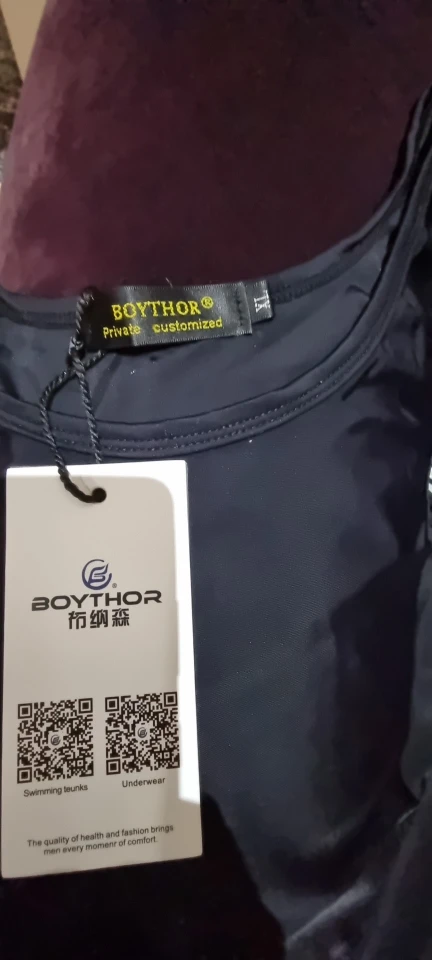 BOYTHOR®
Private customized
XL
BOYTHOR®
布纳森
Swimming teunks
Underwear
The quality of health and fashion brings
men every momenr of comfort.